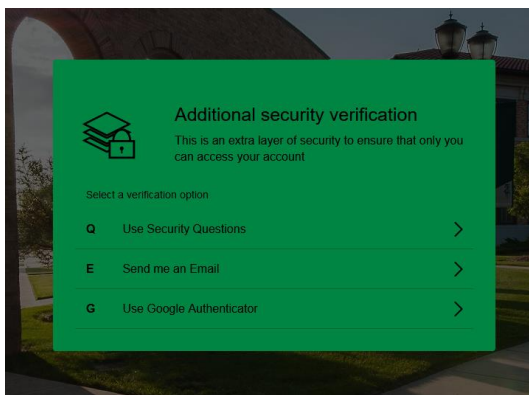 Additional security verification
This is an extra layer of security to ensure that only you
can access your account
Select a verification option
Q Use Security Questions
E Send me an Email
G Use Google Authenticator